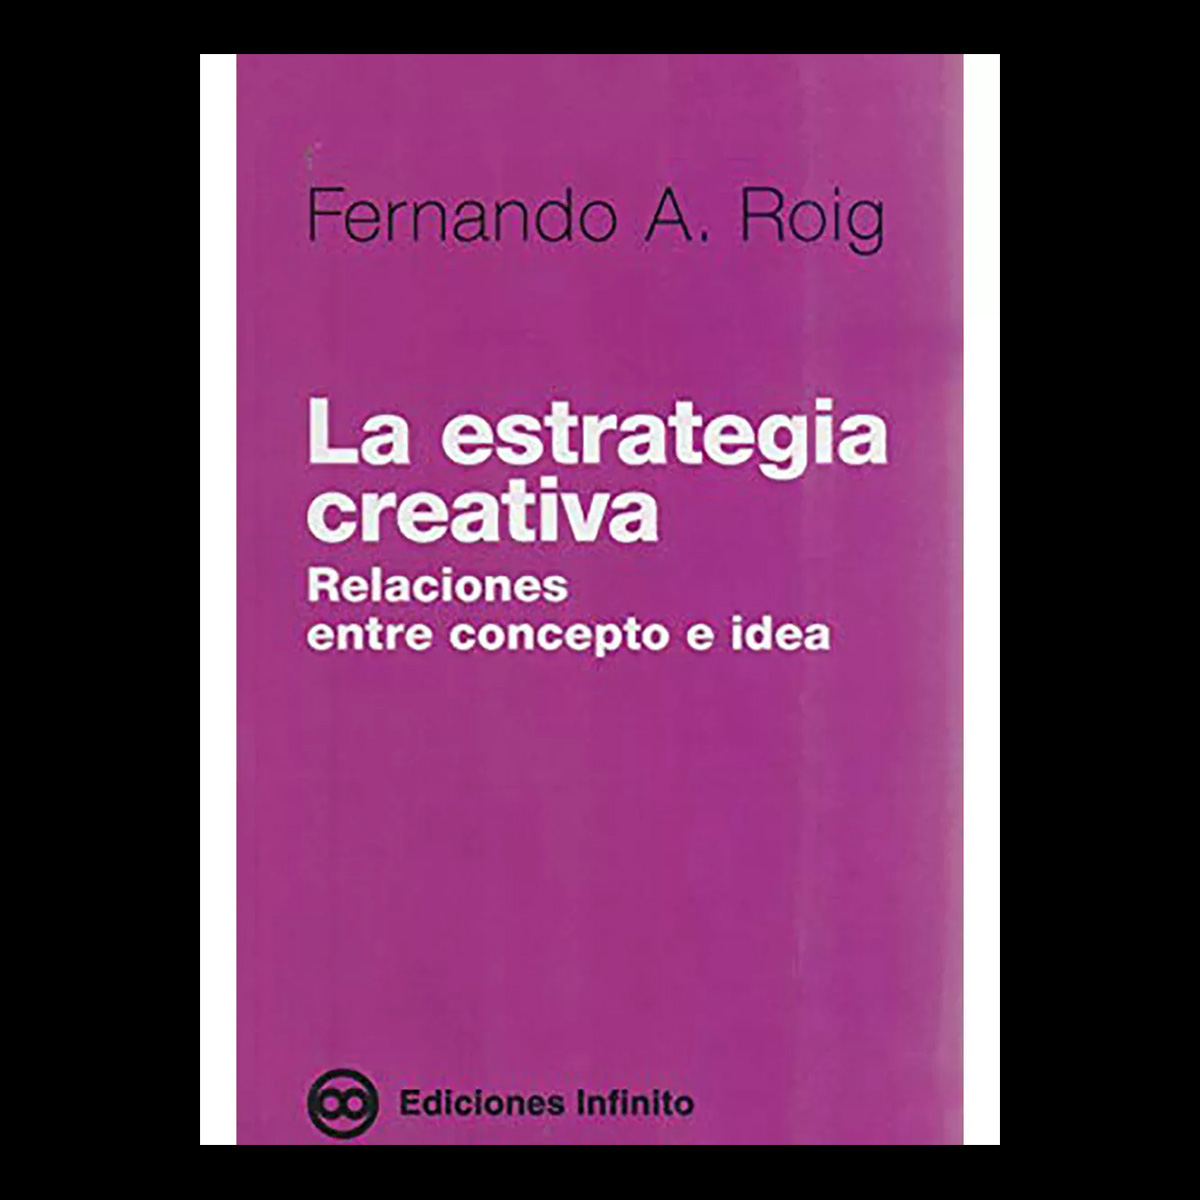 Fernando A. Roig
La estrategia
creativa
Relaciones
entre concepto e idea
Ediciones Infinito